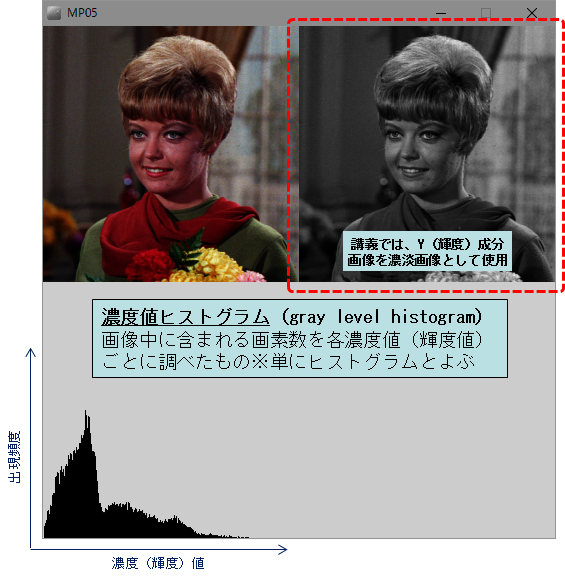 MP05
講義では、Y（輝度）成分
画像を濃淡画像として使用
濃度値ヒストグラム (gray level histogram)
画像中に含まれる画素数を各濃度値（輝度値）
ごとに調べたもの※単にヒストグラムとよぶ
出現頻度
濃度（輝度）値